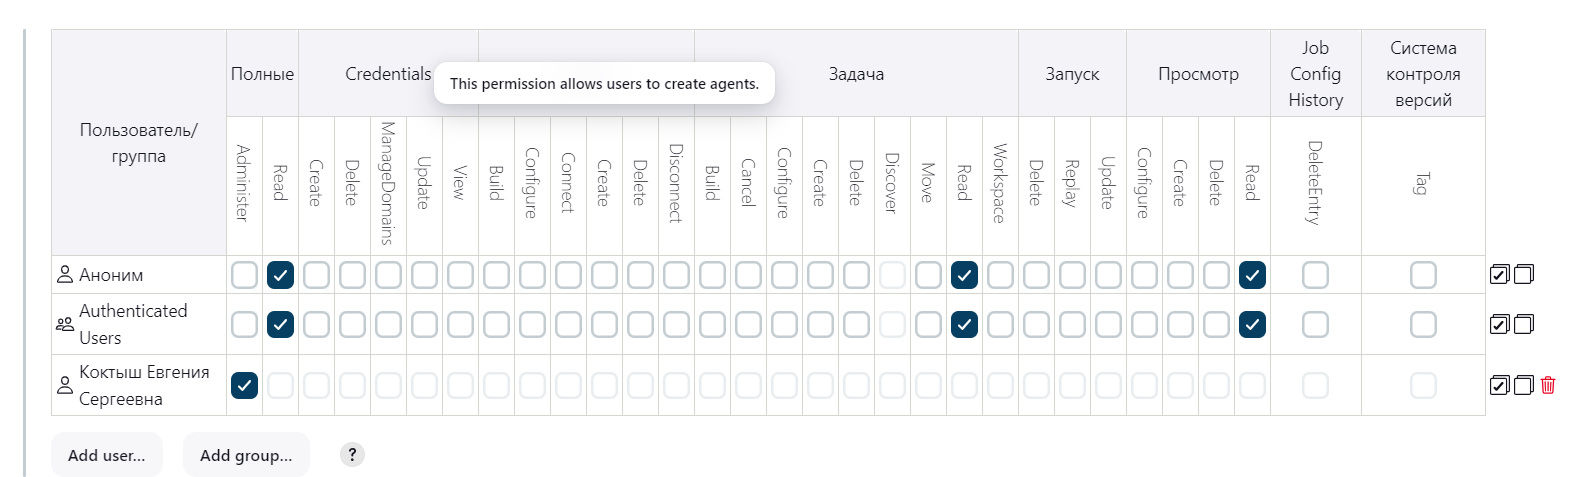 Пользователь/
группа
Полные
Credentials
This permission allows users to create agents.
Задача
Запуск
Просмотр
Job
Config
History
Система
контроля
версий
Administer
Read
Create
Delete
ManageDomains
Update
View
Build
Configure
Connect
Create
Delete
Disconnect
Build
Cancel
Configure
Create
Delete
Discover
Move
Read
Workspace
Delete
Replay
Update
Configure
Create
Delete
Read
DeleteEntry
Tag
Аноним
Authenticated
Users
Коктыш Евгения
Сергеевна
Add user...
Add group...
?